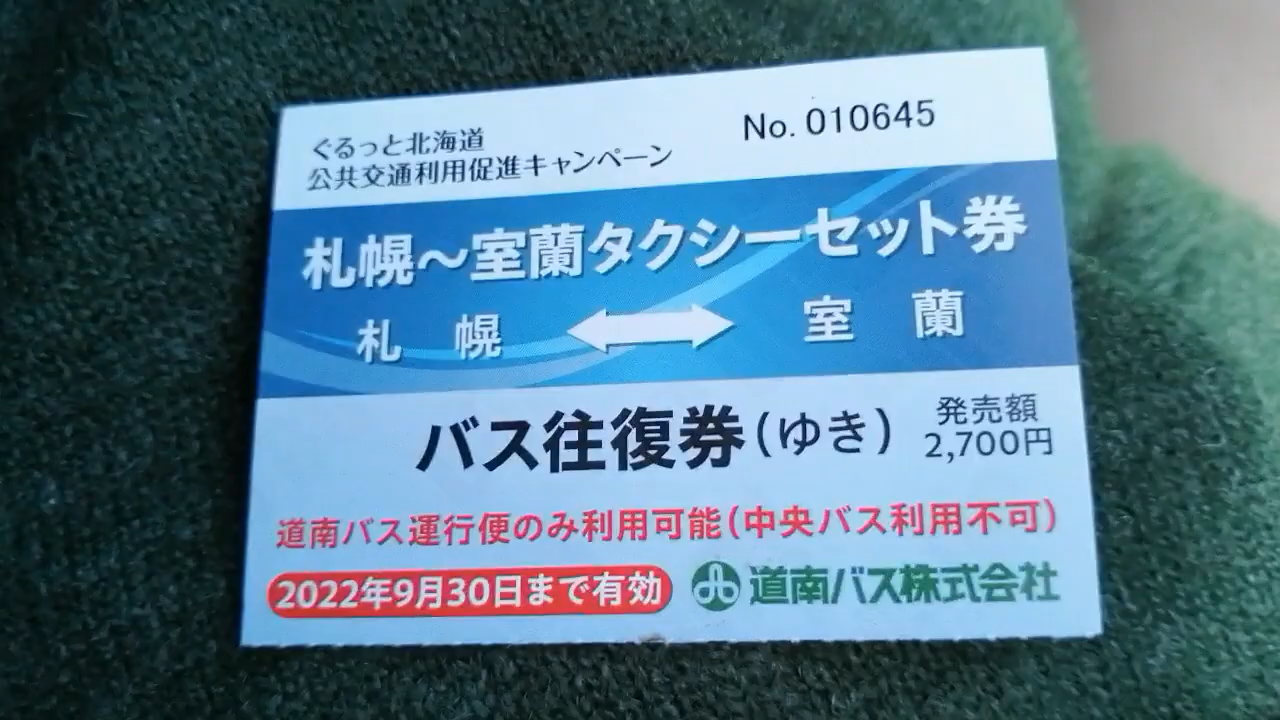 ぐるっと北海道
公共交通利用促進キャンペーン
No. 010645
札幌～室蘭タクシーセット券
札幌 室蘭
バス往復券(ゆき)
発売額
2,700円
道南バス運行便のみ利用可能(中央バス利用不可)
2022年9月30日まで有効
道南バス株式会社